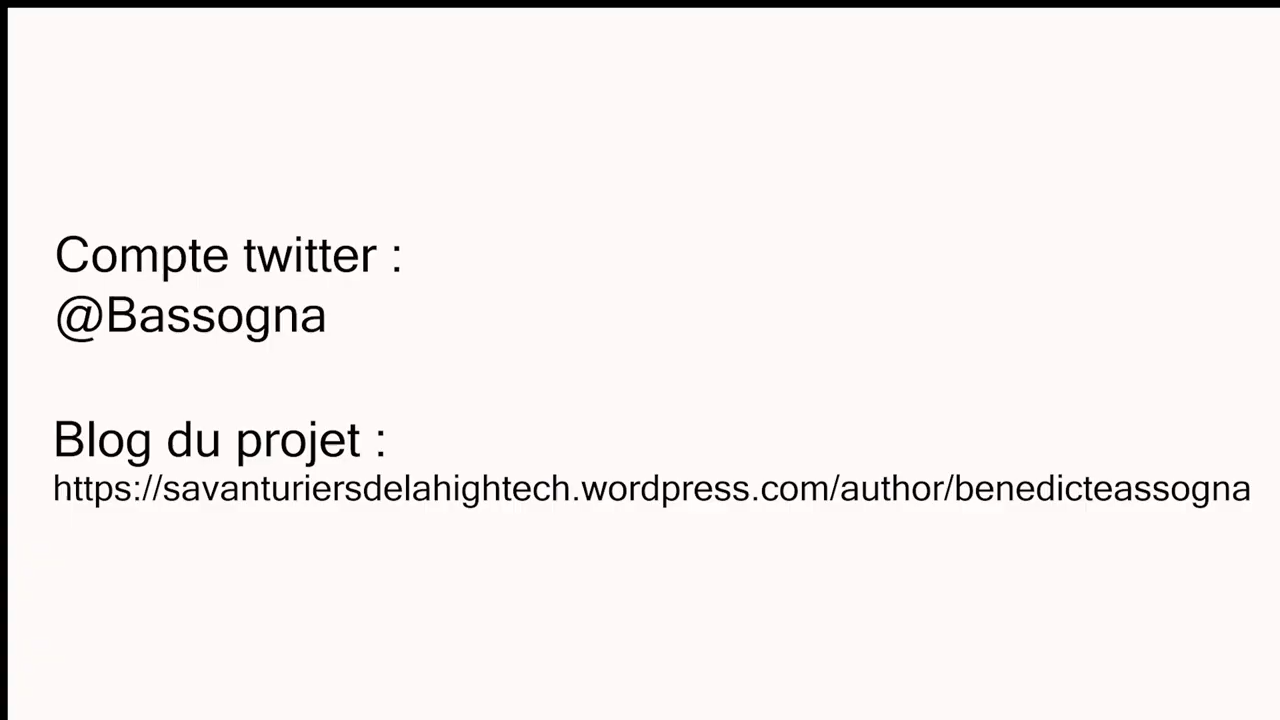 Compte twitter :
@Bassogna
Blog du projet :
https://savanturiersdelahightech.wordpress.com/author/benedicteassogna